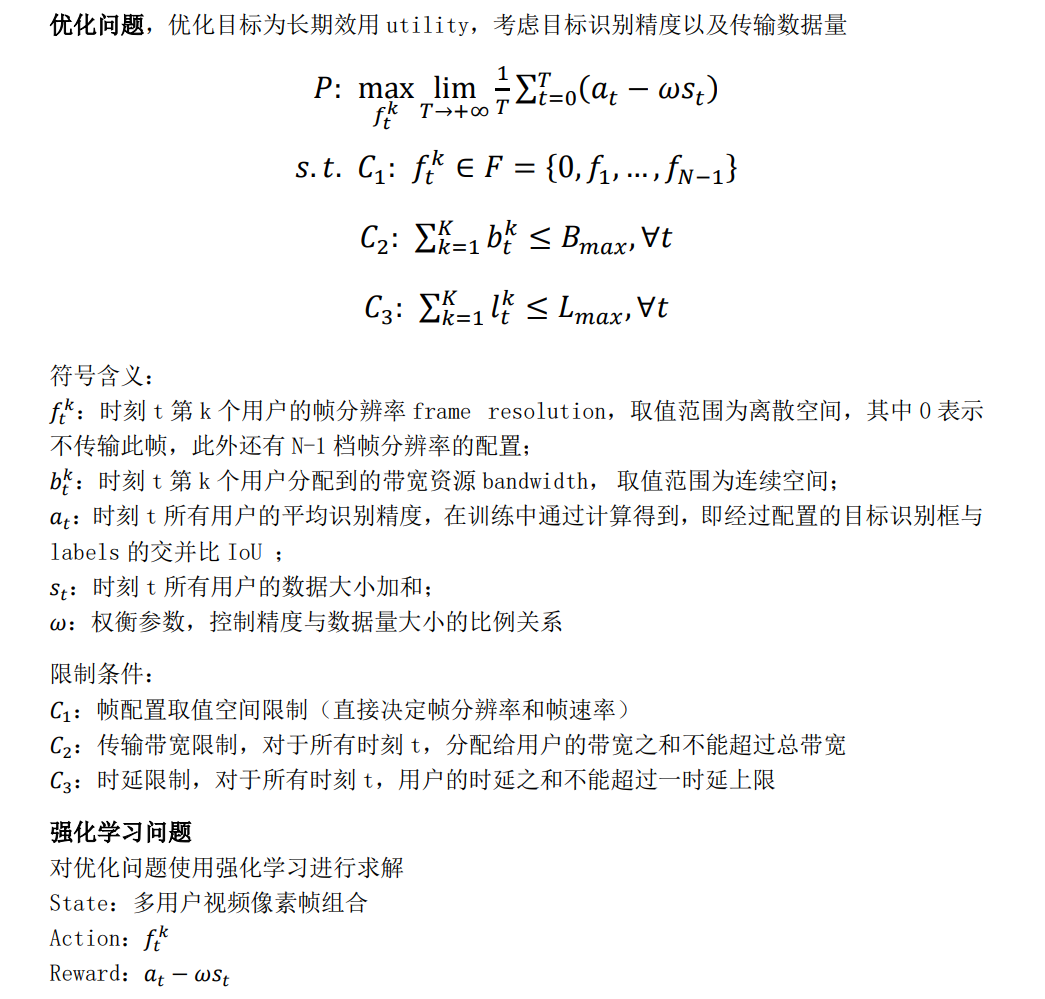 优化问题，优化目标为长期效用 utility，考虑目标识别精度以及传输数据量
P: max_{f_t^k} lim_{T→+∞} \frac{1}{T} ∑_{t=0}^{T}(a_t − ωs_t)
s.t. C_1: f_t^k ∈ F = {0, f_1, …, f_{N−1}}
C_2: ∑_{k=1}^{K} b_t^k ≤ B_{max}, ∀t
C_3: ∑_{k=1}^{K} l_t^k ≤ L_{max}, ∀t
符号含义：
f_t^k：时刻 t 第 k 个用户的帧分辨率 frame resolution，取值范围为离散空间，其中 0 表示
不传输此帧，此外还有 N-1 档帧分辨率的配置；
b_t^k：时刻 t 第 k 个用户分配到的带宽资源 bandwidth， 取值范围为连续空间；
a_t：时刻 t 所有用户的平均识别精度，在训练中通过计算得到，即经过配置的目标识别框与
labels 的交并比 IoU ；
s_t：时刻 t 所有用户的数据大小加和；
ω：权衡参数，控制精度与数据量大小的比例关系
限制条件：
C_1：帧配置取值空间限制（直接决定帧分辨率和帧速率）
C_2：传输带宽限制，对于所有时刻 t，分配给用户的带宽之和不能超过总带宽
C_3：时延限制，对于所有时刻 t，用户的时延之和不能超过一时延上限
强化学习问题
对优化问题使用强化学习进行求解
State：多用户视频像素帧组合
Action：f_t^k
Reward：a_t − ωs_t